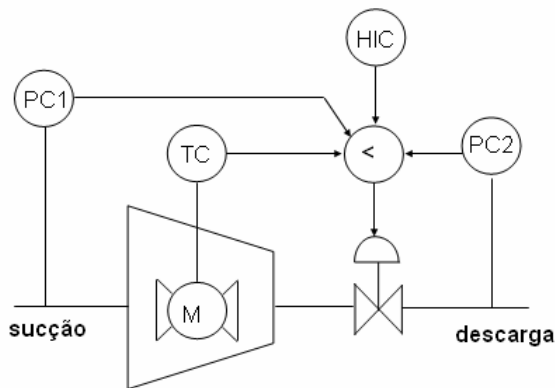 HIC
PC1
TC
<
PC2
M
sucção
descarga